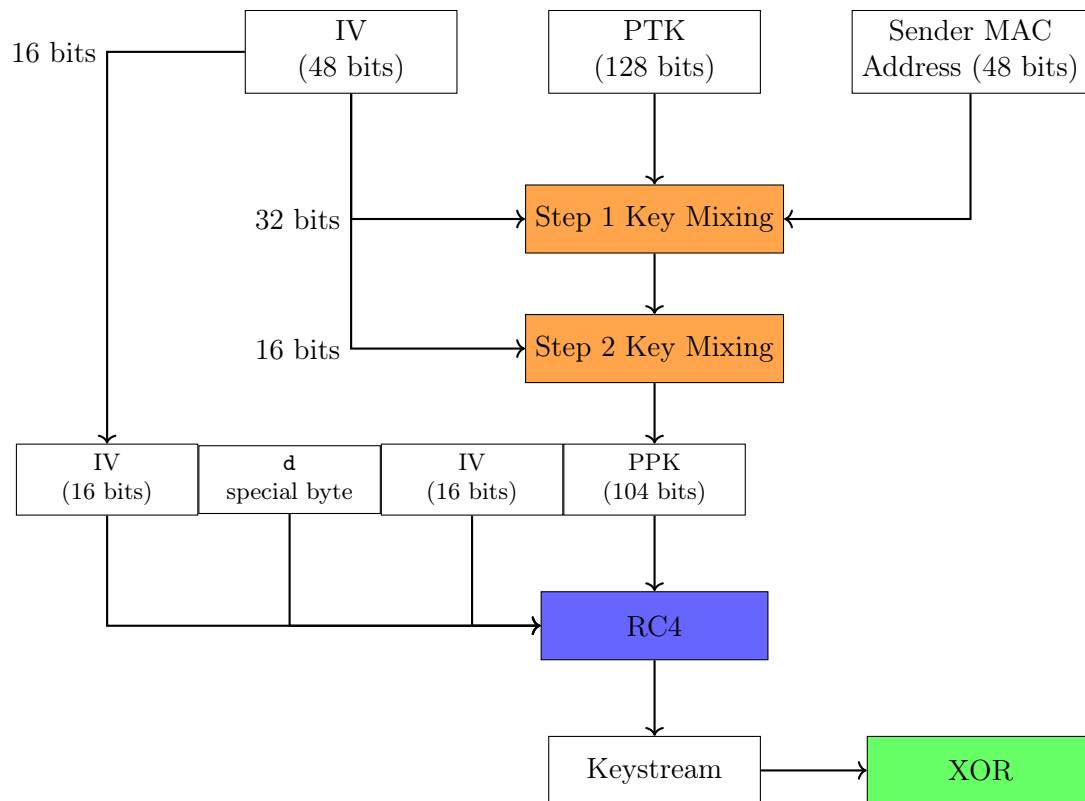 16 bits
IV
(48 bits)
PTK
(128 bits)
Sender MAC
Address (48 bits)
32 bits
Step 1 Key Mixing
16 bits
Step 2 Key Mixing
IV
(16 bits)
d
special byte
IV
(16 bits)
PPK
(104 bits)
RC4
Keystream
XOR